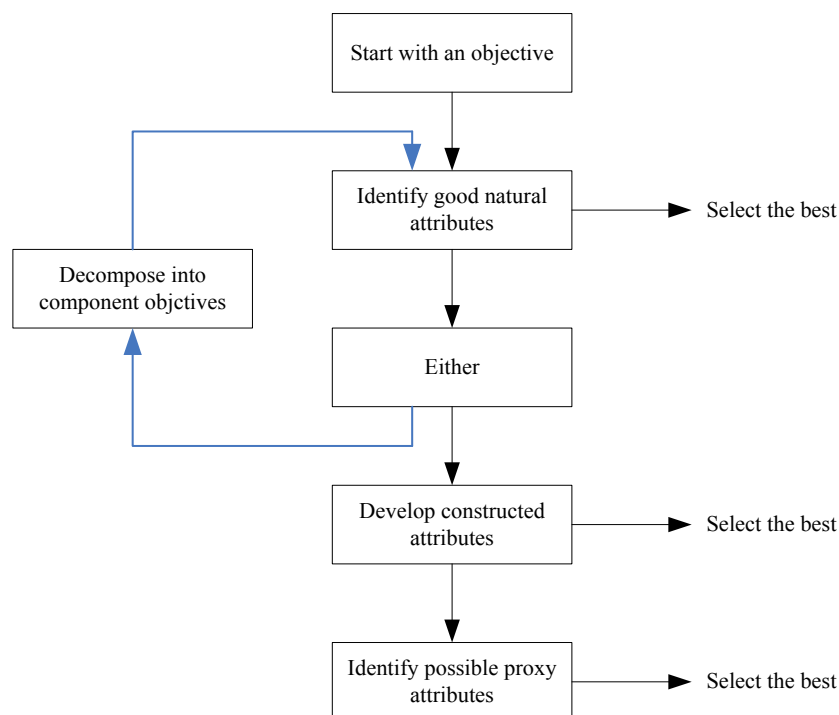 Start with an objective
Identify good natural
attributes
Select the best
Decompose into
component objctives
Either
Develop constructed
attributes
Select the best
Identify possible proxy
attributes
Select the best